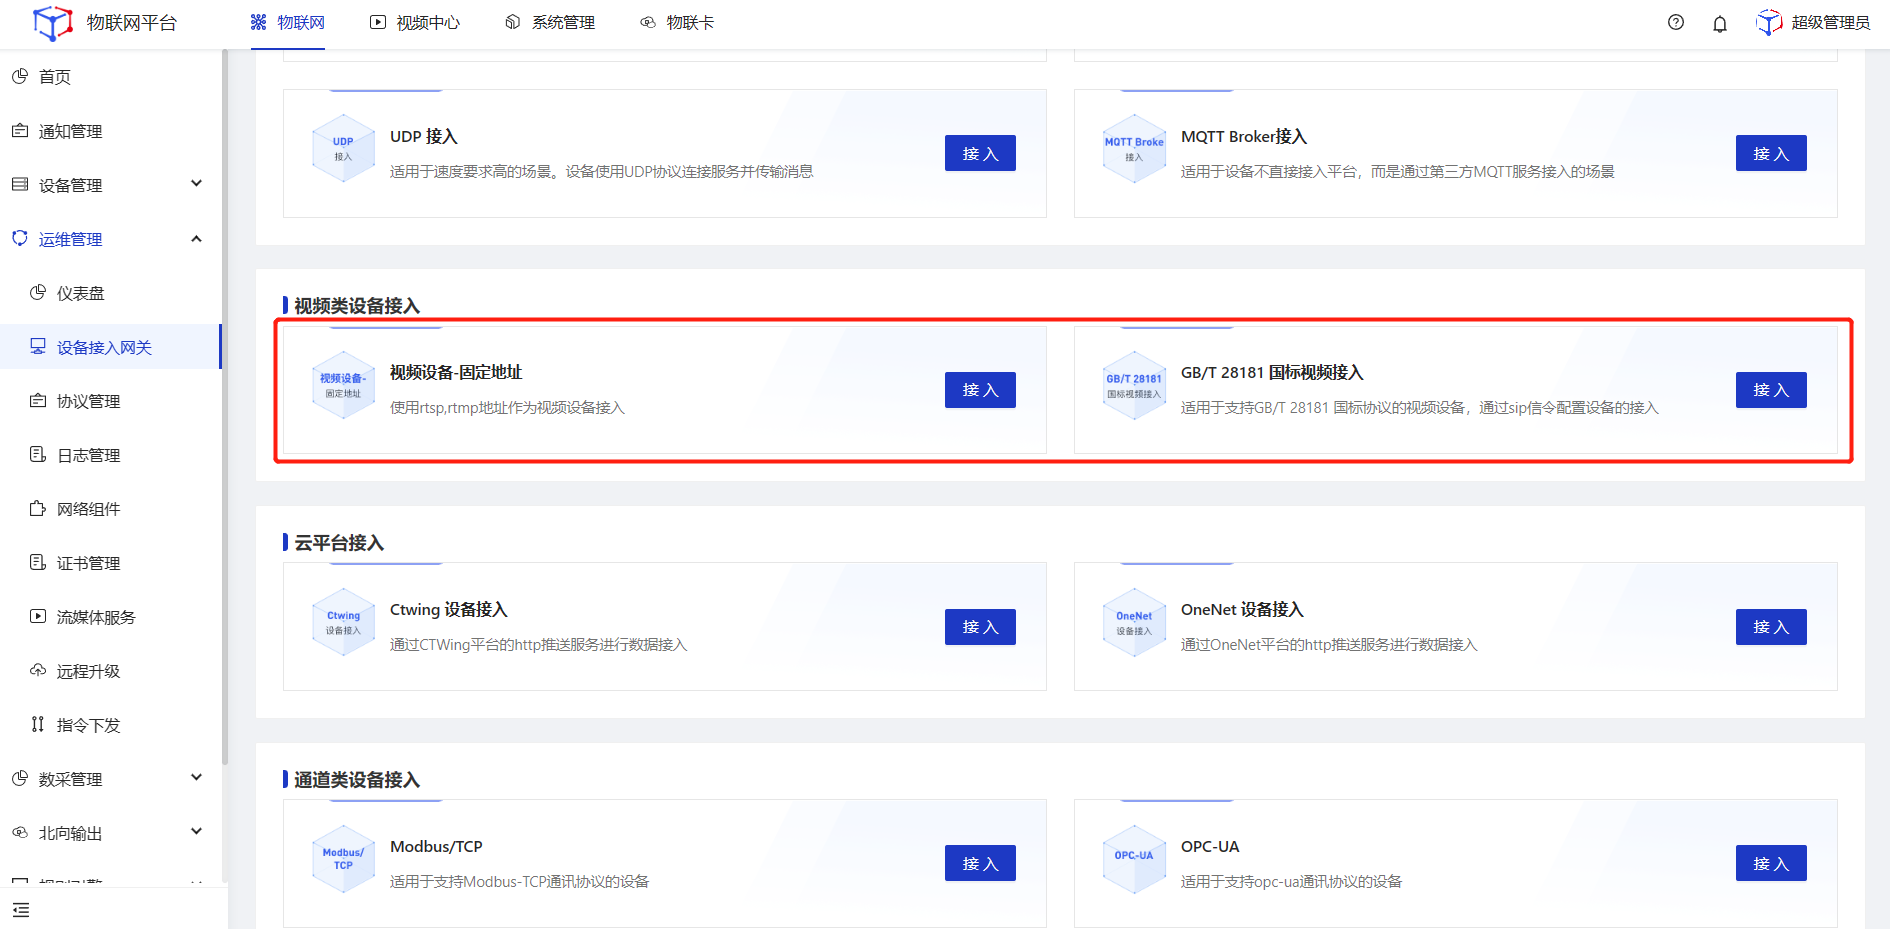 物联网平台
物联网
视频中心
系统管理
物联卡
超级管理员
首页
通知管理
设备管理
运维管理
仪表盘
设备接入网关
协议管理
日志管理
网络组件
证书管理
流媒体服务
远程升级
指令下发
数采管理
北向输出
UDP
接入
UDP 接入
适用于速度要求高的场景。设备使用UDP协议连接服务并传输消息
接 入
MQTT Broke
接入
MQTT Broker接入
适用于设备不直接接入平台，而是通过第三方MQTT服务接入的场景
接 入
视频类设备接入
视频设备-
固定地址
视频设备-固定地址
使用rtsp,rtmp地址作为视频设备接入
接 入
GB/T 28181
国标视频接入
GB/T 28181 国标视频接入
适用于支持GB/T 28181 国标协议的视频设备，通过sip信令配置设备的接入
接 入
云平台接入
Ctwing
设备接入
Ctwing 设备接入
通过CTWing平台的http推送服务进行数据接入
接 入
OneNet
设备接入
OneNet 设备接入
通过OneNet平台的http推送服务进行数据接入
接 入
通道类设备接入
Modbus/
TCP
Modbus/TCP
适用于支持Modbus-TCP通讯协议的设备
接 入
OPC-UA
OPC-UA
适用于支持opc-ua通讯协议的设备
接 入